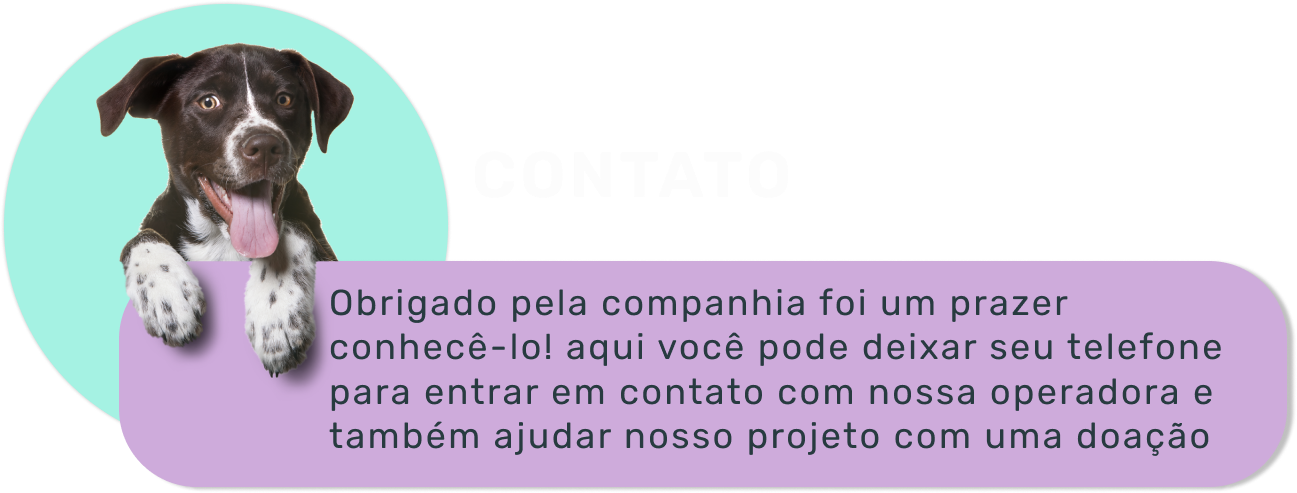 CONTATO
Obrigado pela companhia foi um prazer
conhecê-lo! aqui você pode deixar seu telefone
para entrar em contato com nossa operadora e
também ajudar nosso projeto com uma doação